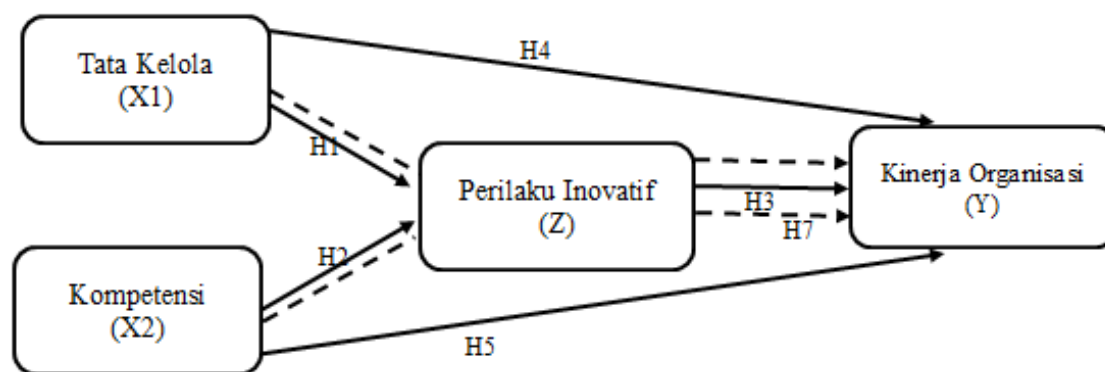 Tata Kelola
(X1)
H4
H1
Perilaku Inovatif
(Z)
Kinerja Organisasi
(Y)
H3
H7
H2
Kompetensi
(X2)
H5